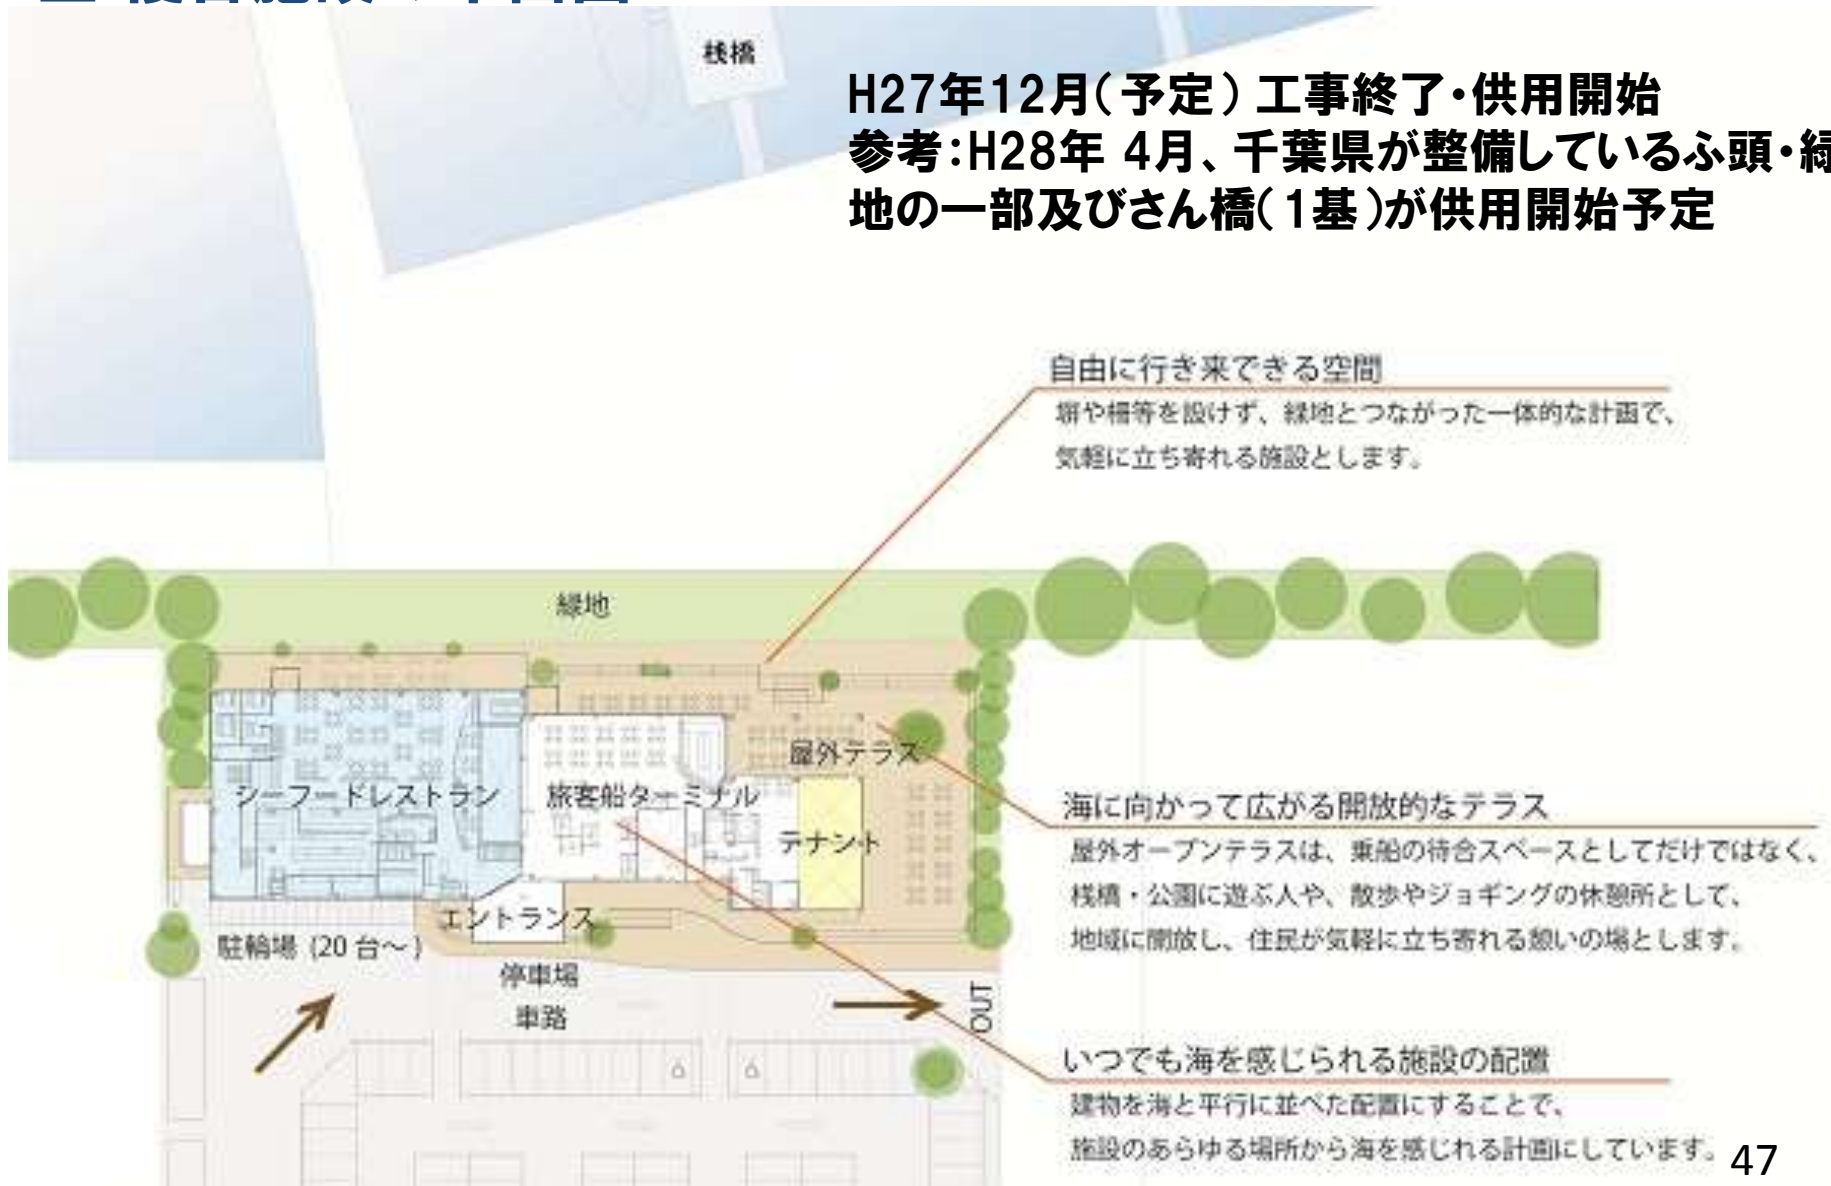 桟橋
H27年12月(予定)工事終了・供用開始
参考:H28年 4月、千葉県が整備しているふ頭・緑
地の一部及びさん橋(1基)が供用開始予定
自由に行き来できる空間
塀や柵等を設けず、緑地とつながった一体的な計画で、
気軽に立ち寄れる施設とします。
緑地
屋外テラス
シーフードレストラン
旅客船ターミナル
テナント
海に向かって広がる開放的なテラス
屋外オープンテラスは、乗船の待合スペースとしてだけではなく、
桟橋・公園に遊ぶ人や、散歩やジョギングの休憩所として、
地域に開放し、住民が気軽に立ち寄れる憩いの場とします。
エントランス
駐輪場 (20 台～)
停車場
車路
OUT
いつでも海を感じられる施設の配置
建物を海と平行に並べた配置にすることで、
施設のあらゆる場所から海を感じれる計画にしています。
47